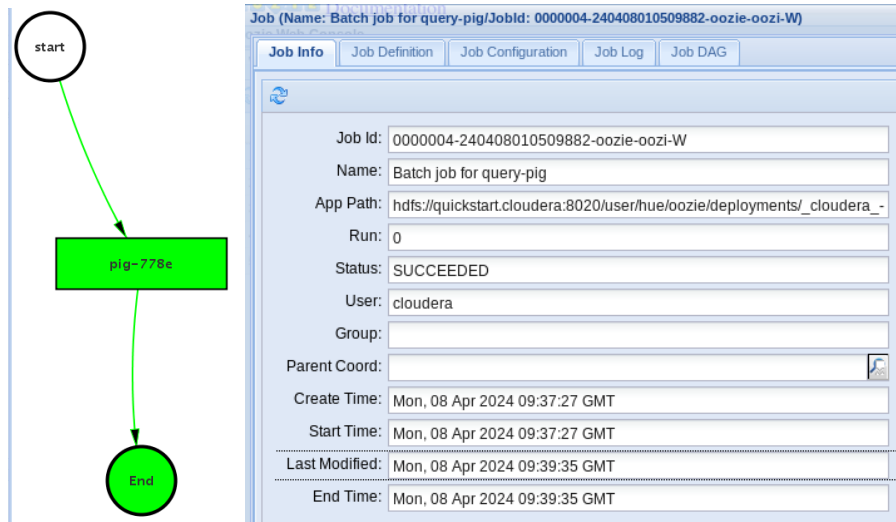 start
pig-778e
End
Documentation
Job (Name: Batch job for query-pig/JobId: 0000004-240408010509882-oozie-oozi-W)
Job Info Job Definition Job Configuration Job Log Job DAG
Job Id: 0000004-240408010509882-oozie-oozi-W
Name: Batch job for query-pig
App Path: hdfs://quickstart.cloudera:8020/user/hue/oozie/deployments/_cloudera_-
Run: 0
Status: SUCCEEDED
User: cloudera
Group:
Parent Coord:
Create Time: Mon, 08 Apr 2024 09:37:27 GMT
Start Time: Mon, 08 Apr 2024 09:37:27 GMT
Last Modified: Mon, 08 Apr 2024 09:39:35 GMT
End Time: Mon, 08 Apr 2024 09:39:35 GMT